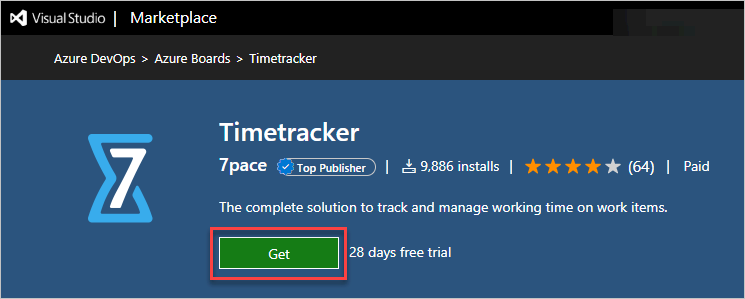 Visual Studio | Marketplace
Azure DevOps > Azure Boards > Timetracker
7
Timetracker
7pace Top Publisher | 9,886 installs | (64) | Paid
The complete solution to track and manage working time on work items.
Get 28 days free trial